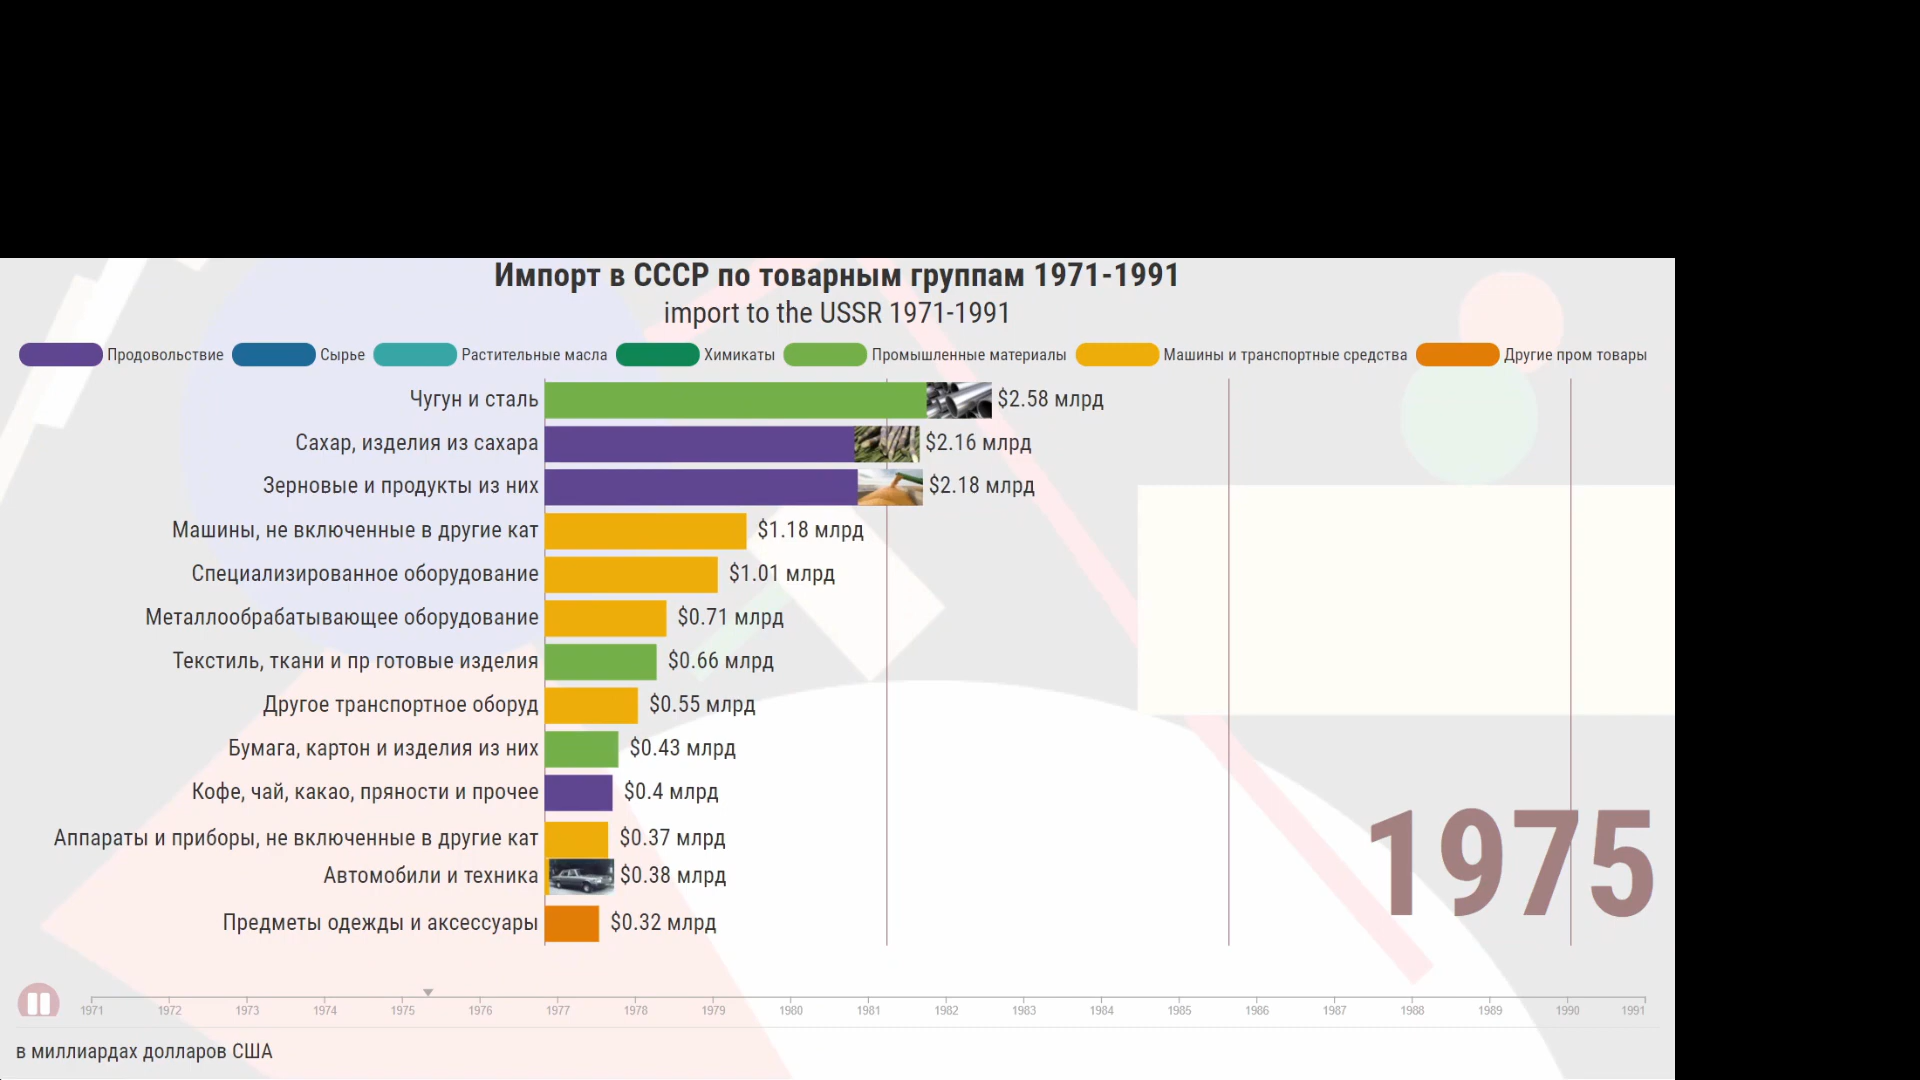 Импорт в СССР по товарным группам 1971-1991
import to the USSR 1971-1991
Продовольствие Сырье Растительные масла Химикаты Промышленные материалы Машины и транспортные средства Другие пром товары
Чугун и сталь $2.58 млрд
Сахар, изделия из сахара $2.16 млрд
Зерновые и продукты из них $2.18 млрд
Машины, не включенные в другие кат $1.18 млрд
Специализированное оборудование $1.01 млрд
Металлообрабатывающее оборудование $0.71 млрд
Текстиль, ткани и пр готовые изделия $0.66 млрд
Другое транспортное оборуд $0.55 млрд
Бумага, картон и изделия из них $0.43 млрд
Кофе, чай, какао, пряности и прочее $0.4 млрд
Аппараты и приборы, не включенные в другие кат $0.37 млрд
Автомобили и техника $0.38 млрд
Предметы одежды и аксессуары $0.32 млрд
1975
1971 1972 1973 1974 1975 1976 1977 1978 1979 1980 1981 1982 1983 1984 1985 1986 1987 1988 1989 1990 1991
в миллиардах долларов США